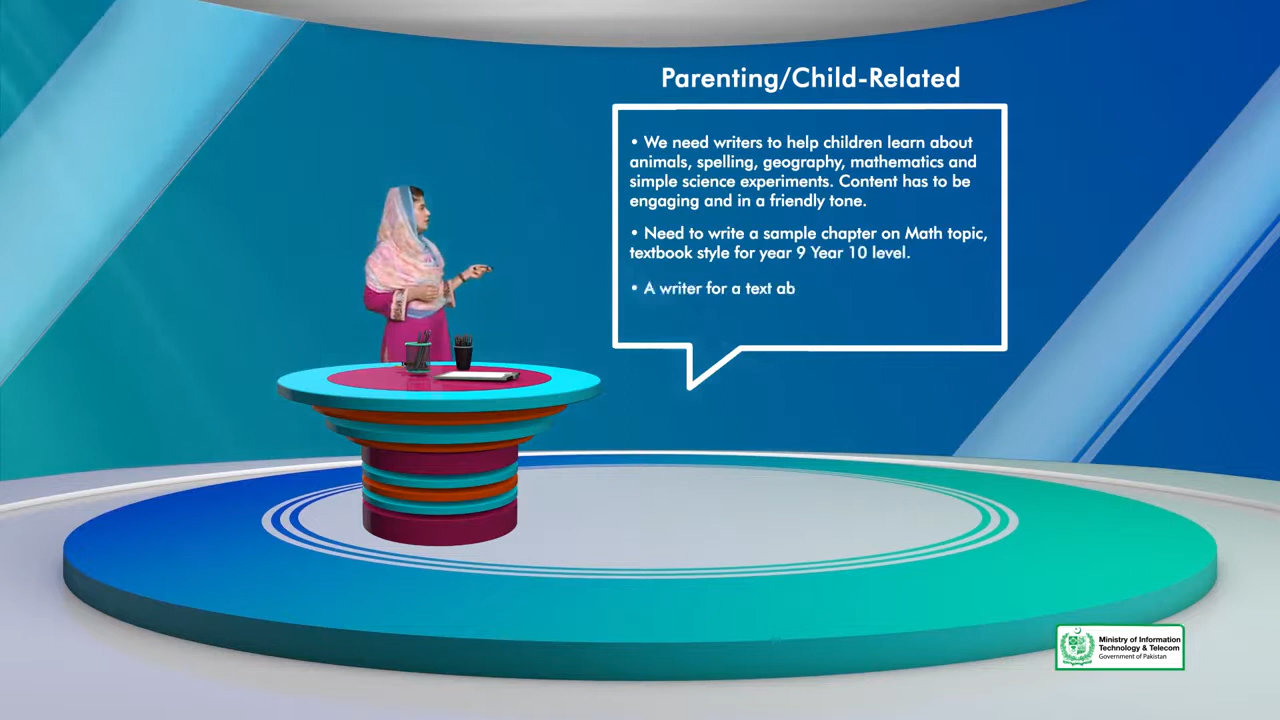 Parenting/Child-Related
• We need writers to help children learn about
animals, spelling, geography, mathematics and
simple science experiments. Content has to be
engaging and in a friendly tone.
• Need to write a sample chapter on Math topic,
textbook style for year 9 Year 10 level.
• A writer for a text ab
Ministry of Information
Technology & Telecom
Government of Pakistan